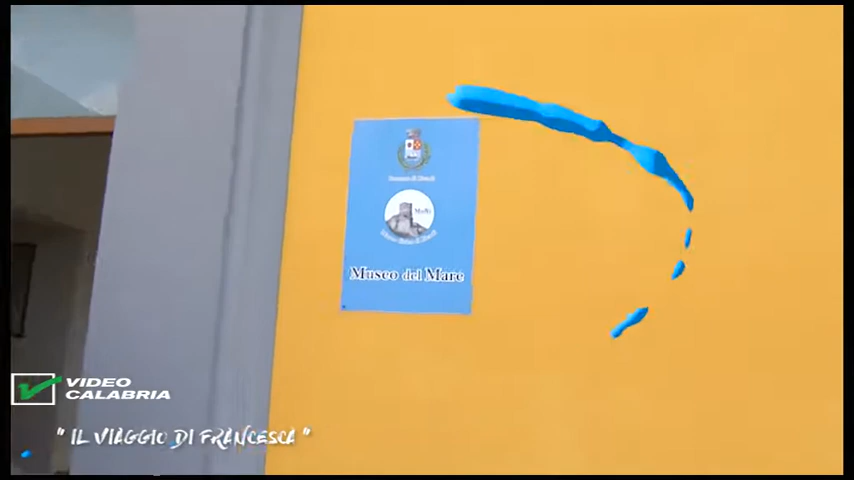 Museo del Mare
VIDEO
CALABRIA
" IL VIAGGIO DI FRANCESCA "